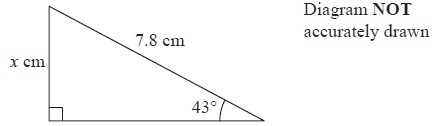 Diagram NOT
accurately drawn
7.8 cm
x cm
43°